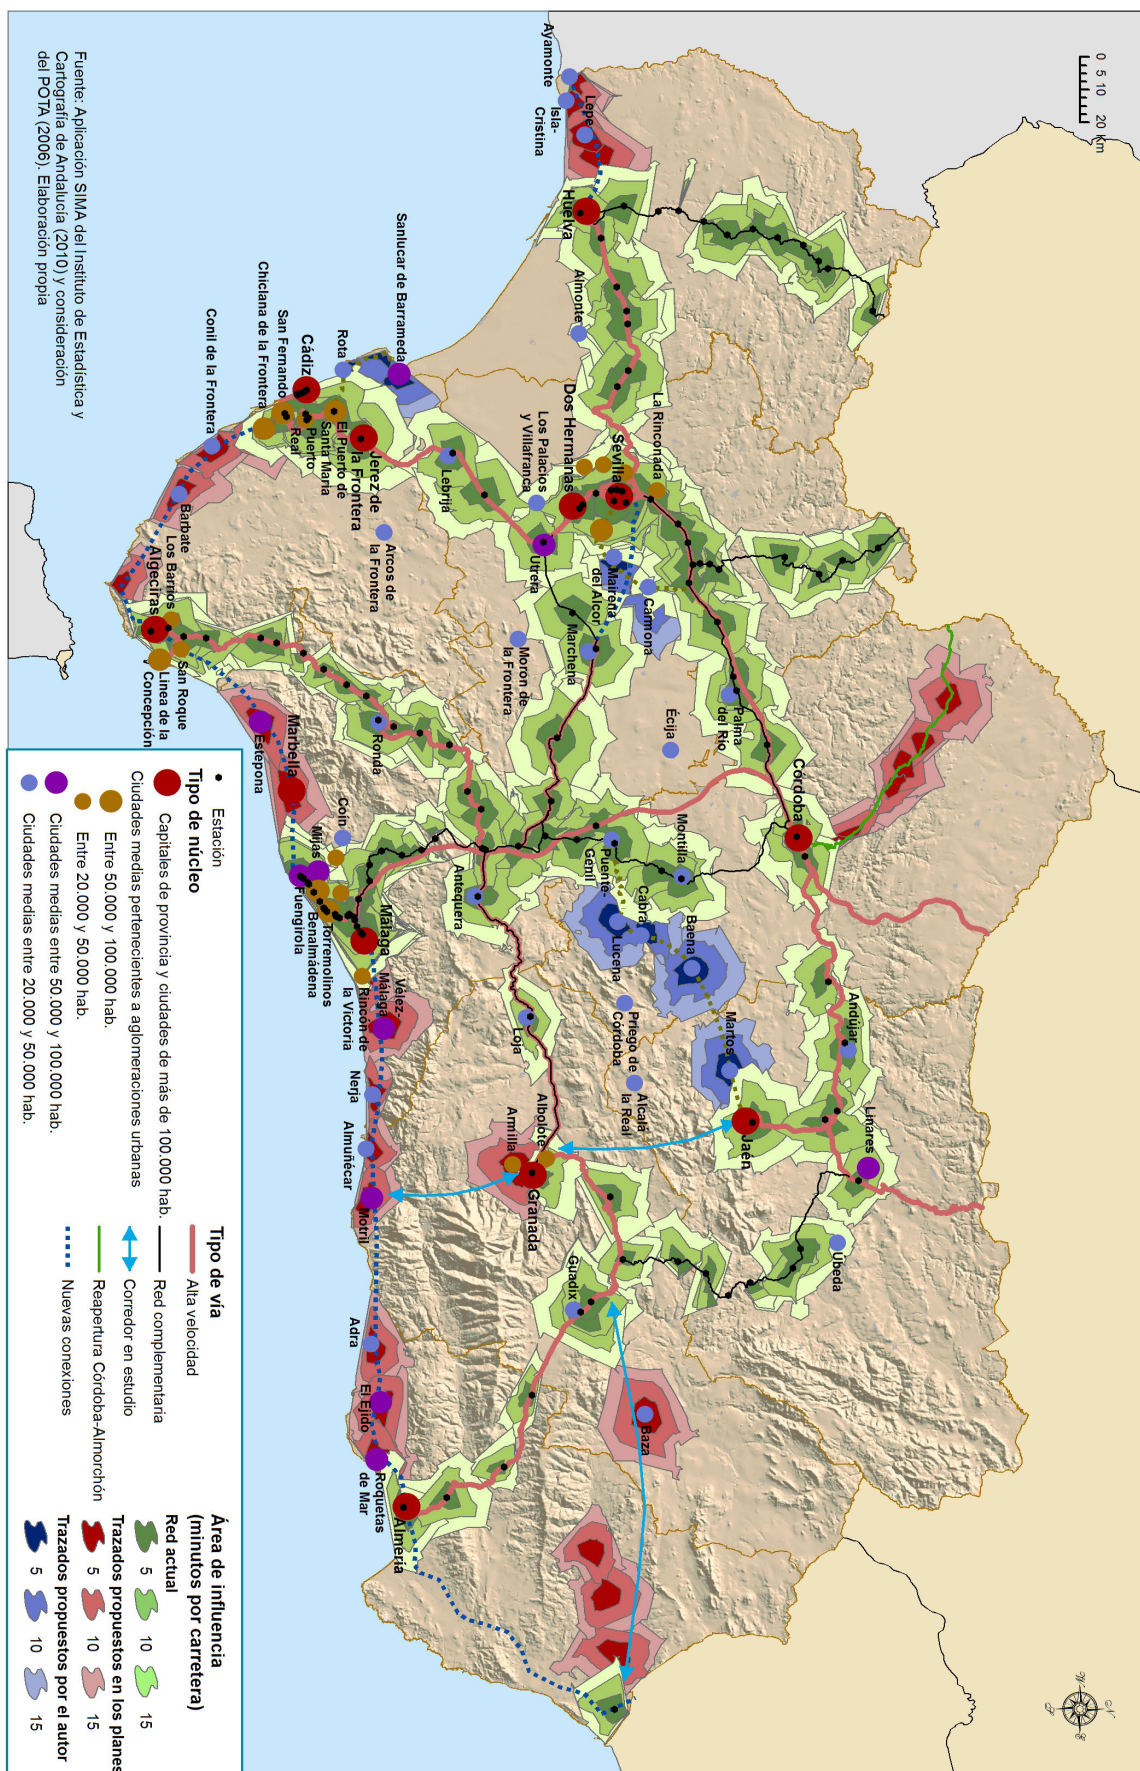 0 5 10 20 Km
N
W
E
S
Ayamonte
Isla-
Cristina
Lepe
Huelva
Almonte
Sanlucar de Barrameda
Rota
Cádiz
San Fernando
Chiclana de la Frontera
Conil de la Frontera
Puerto
Real
El Puerto de
Santa Maria
Jerez de
la Frontera
Lebrija
Arcos de
la Frontera
Barbate
Los Barrios
Algeciras
San Roque
Linea de la
Concepción
La Rinconada
Sevilla
Dos Hermanas
Los Palacios
y Villafranca
Utrera
Mairena
del Alcor
Carmona
Marchena
Moron de
la Frontera
Écija
Palma
del Rio
Córdoba
Montilla
Puente-
Genil
Cabra
Lucena
Baena
Priego de
Córdoba
Alcalá
la Real
Martos
Andújar
Jaén
Linares
Úbeda
Ronda
Estepona
Marbella
Coin
Mijas
Fuengirola
Benalmádena
Torremolinos
Málaga
Rincón de
la Victoria
Vélez-
Málaga
Antequera
Loja
Nerja
Almuñécar
Motril
Albolote
Armilla
Granada
Guadix
Baza
Adra
El Ejido
Roquetas
de Mar
Almería
Fuente: Aplicación SIMA del Instituto de Estadística y
Cartografía de Andalucía (2010) y consideración
del POTA (2006). Elaboración propia
Estación
Tipo de núcleo
Capitales de provincia y ciudades de más de 100.000 hab.
Ciudades medias pertenecientes a aglomeraciones urbanas
Entre 50.000 y 100.000 hab.
Entre 20.000 y 50.000 hab.
Ciudades medias entre 50.000 y 100.000 hab.
Ciudades medias entre 20.000 y 50.000 hab.
Tipo de vía
Alta velocidad
Red complementaria
Corredor en estudio
Reapertura Córdoba-Almorchón
Nuevas conexiones
Área de influencia
(minutos por carretera)
Red actual
5 10 15
Trazados propuestos en los planes
5 10 15
Trazados propuestos por el autor
5 10 15